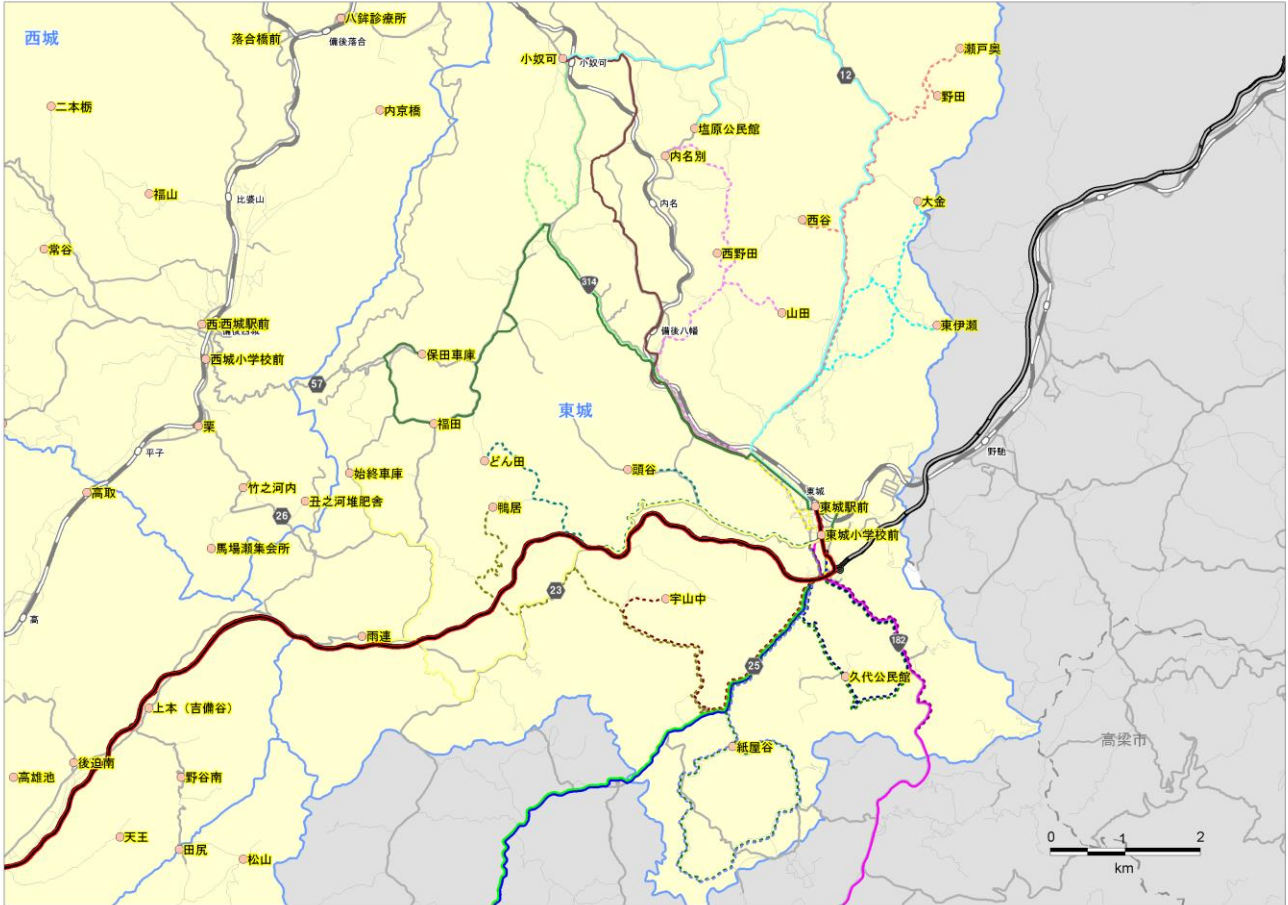 八鉾診療所
西城
落合橋前
備後落合
小奴可
小奴可
瀬戸奥
12
野田
二本栃
内京橋
塩原公民館
内名別
福山
比婆山
内名
大金
西谷
常谷
西野田
314
山田
東伊瀬
西:西城駅前
備後八幡
西城小学校前
保田車庫
57
東城
福田
栗
平子
野馳
どん田
頭谷
始終車庫
高取
竹之河内
丑之河堆肥舎
東城
東城駅前
鴨居
26
東城小学校前
馬場瀬集会所
23
宇山中
高
雨連
182
25
久代公民館
上本（吉備谷）
紙屋谷
高梁市
後迫南
高雄池
野谷南
天王
田尻
松山
0 1 2
km